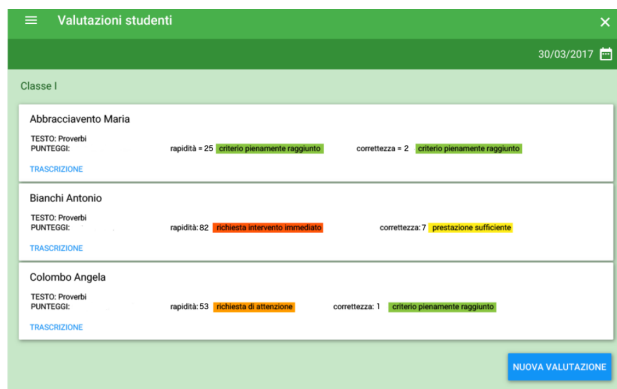 Valutazioni studenti
30/03/2017
Classe I
Abbracciavento Maria
TESTO: Proverbi
PUNTEGGI: rapidità = 25 criterio pienamente raggiunto correttezza = 2 criterio pienamente raggiunto
TRASCRIZIONE
Bianchi Antonio
TESTO: Proverbi
PUNTEGGI: rapidità: 82 richiesta intervento immediato correttezza: 7 prestazione sufficiente
TRASCRIZIONE
Colombo Angela
TESTO: Proverbi
PUNTEGGI: rapidità: 53 richiesta di attenzione correttezza: 1 criterio pienamente raggiunto
TRASCRIZIONE
NUOVA VALUTAZIONE